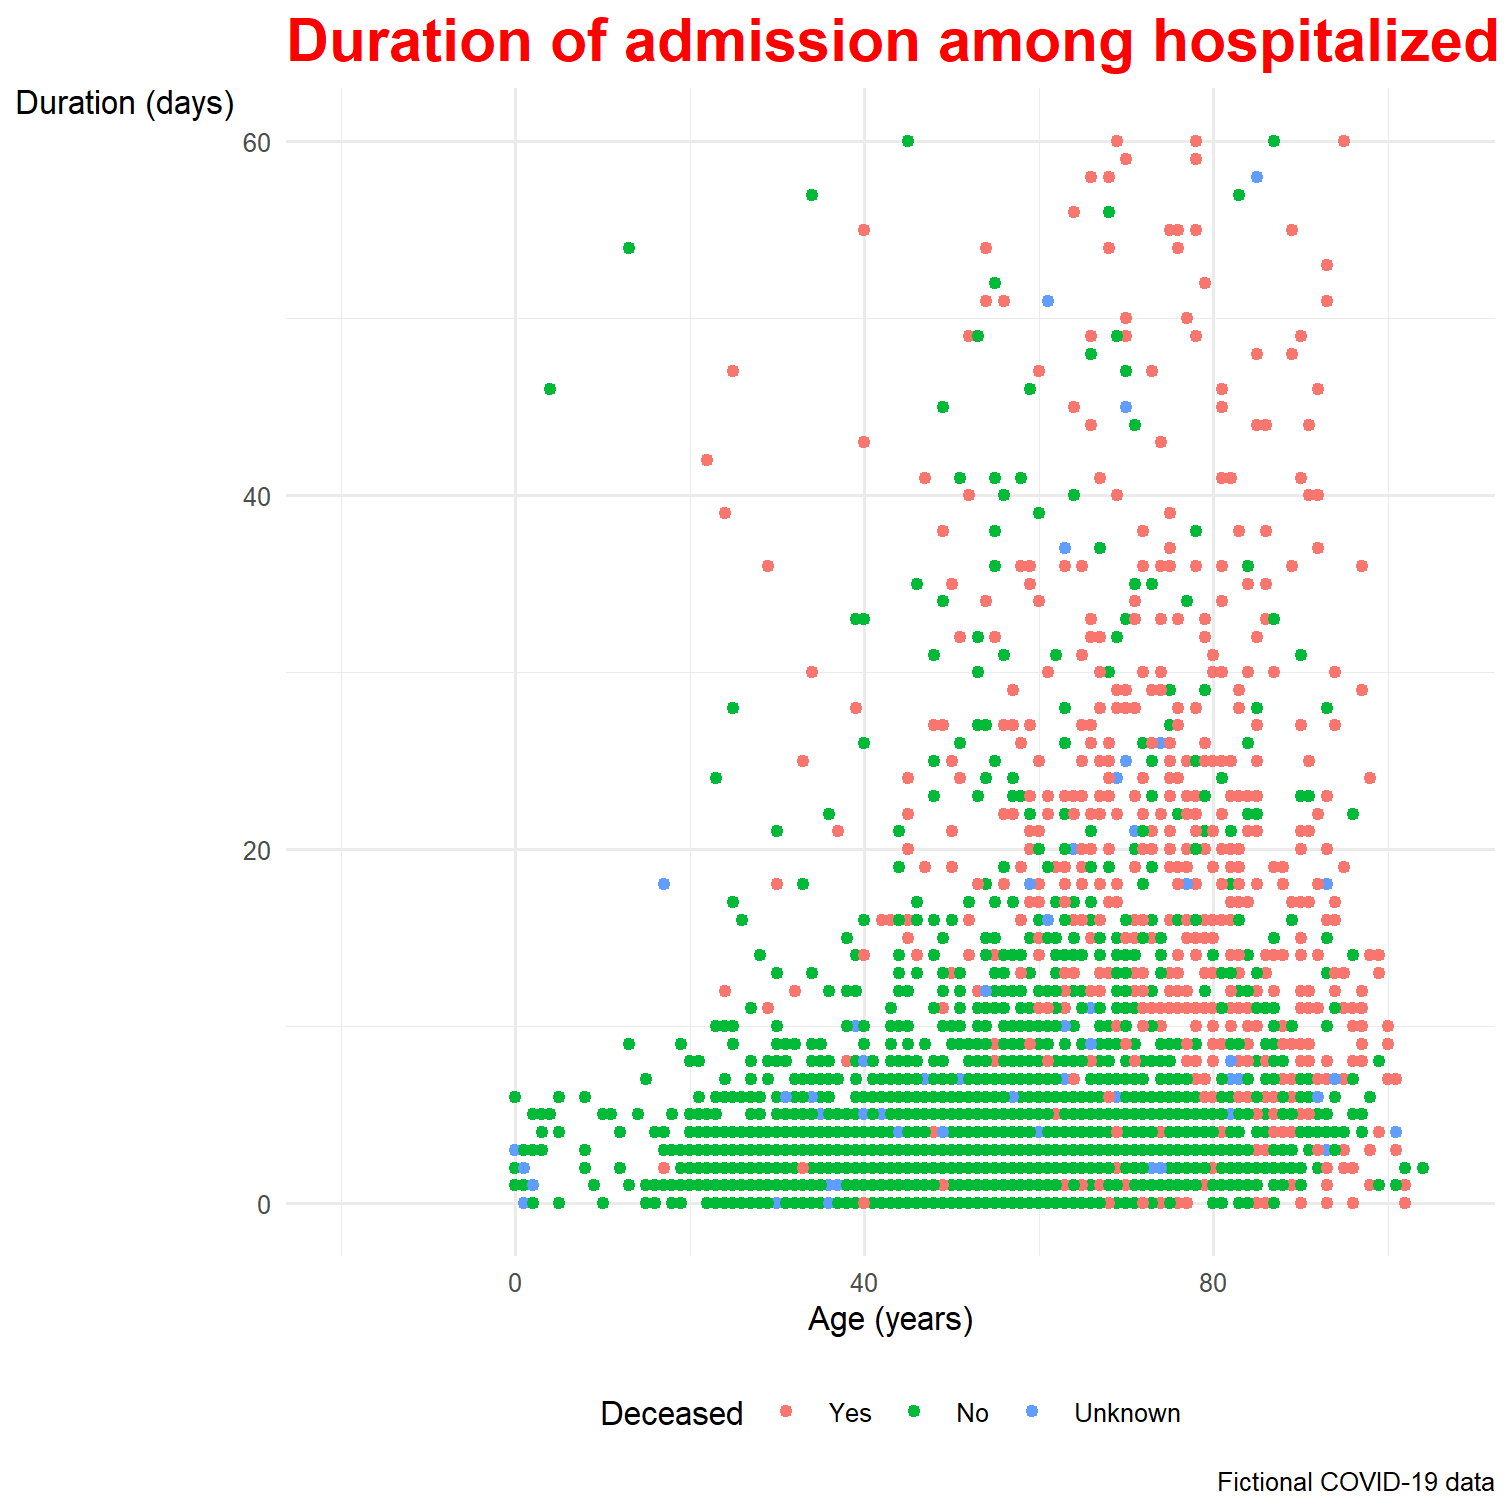 Duration of admission among hospitalized
Duration (days)
60
40
20
0
0 40 80
Age (years)
Deceased Yes No Unknown
Fictional COVID-19 data